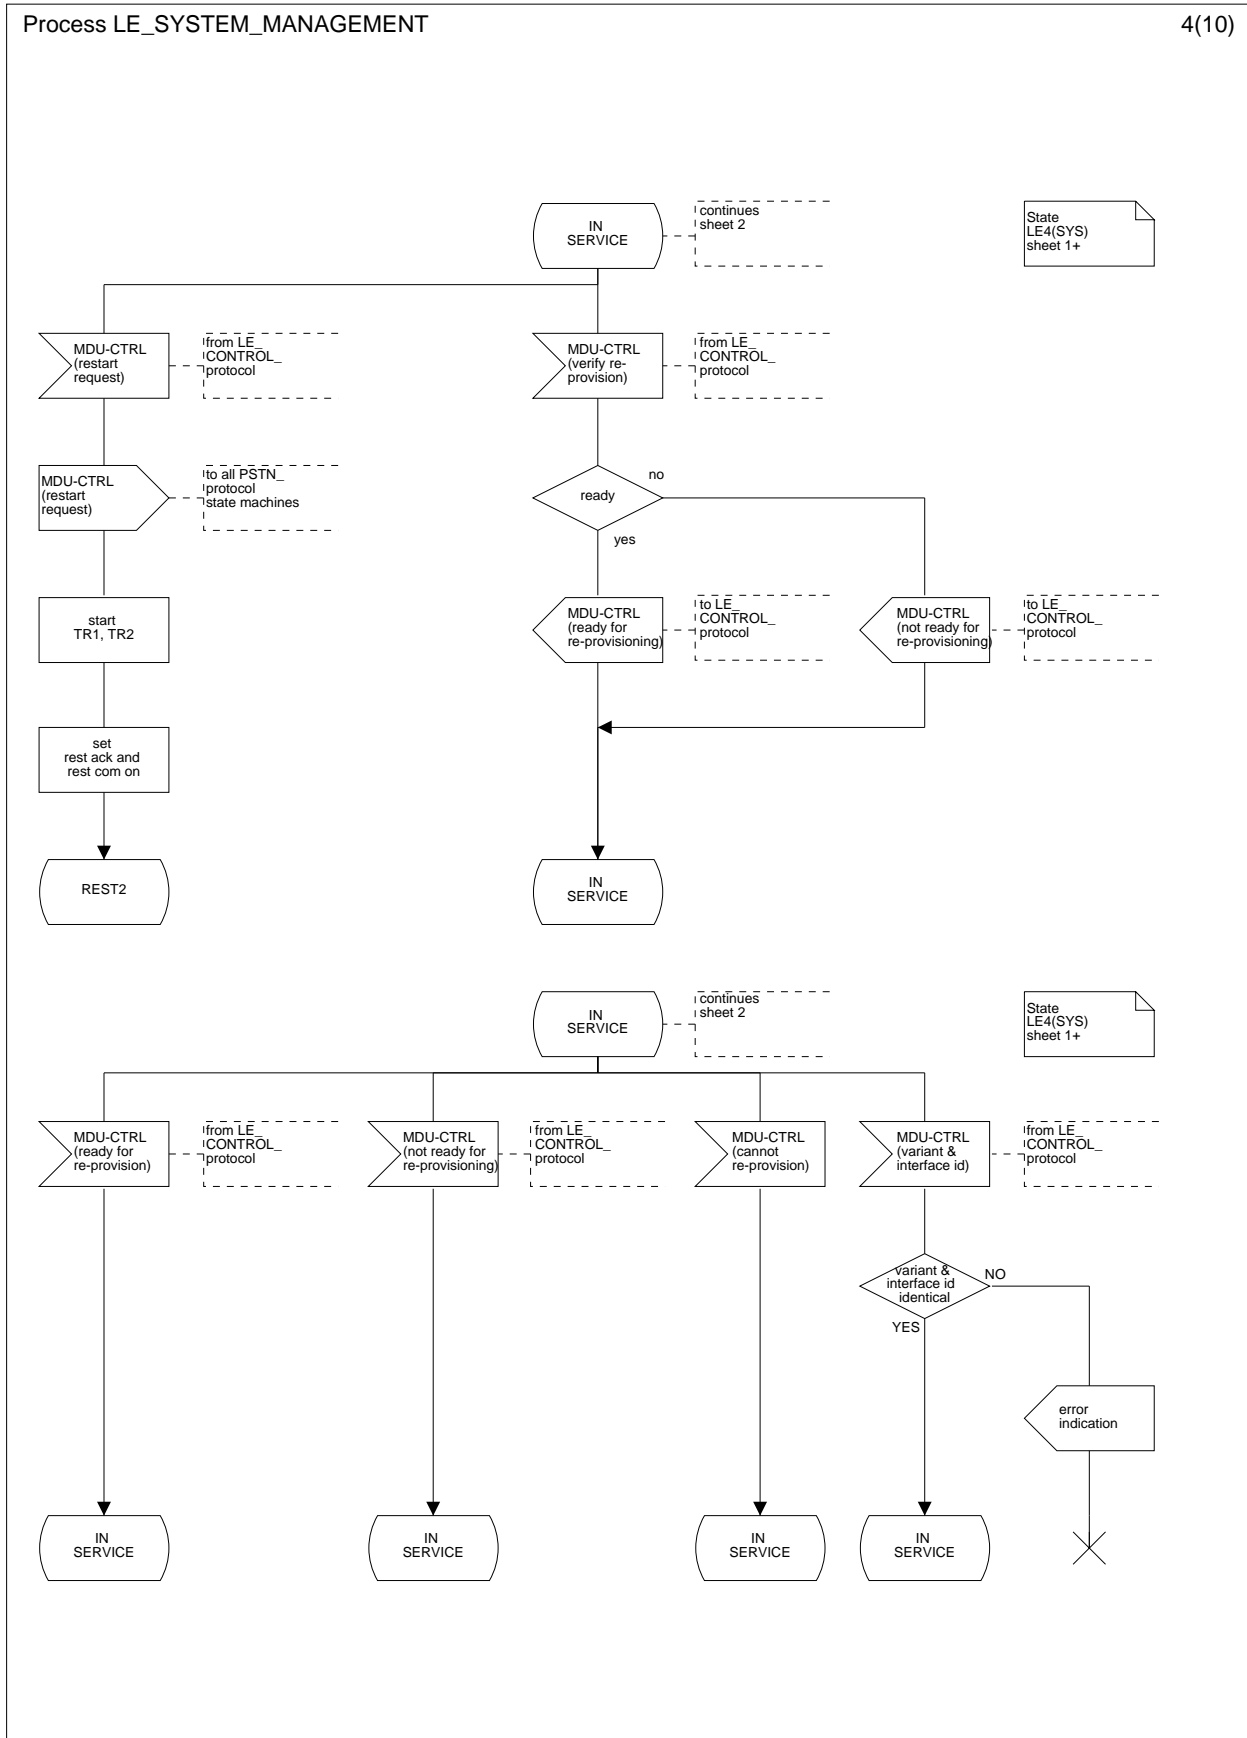 Process LE_SYSTEM_MANAGEMENT
4(10)
IN
SERVICE
continues
sheet 2
State
LE4(SYS)
sheet 1+
MDU-CTRL
(restart
request)
from LE_
CONTROL_
protocol
MDU-CTRL
(verify re-
provision)
from LE_
CONTROL_
protocol
MDU-CTRL
(restart
request)
to all PSTN_
protocol
state machines
ready
no
yes
start
TR1, TR2
MDU-CTRL
(ready for
re-provisioning)
to LE_
CONTROL_
protocol
MDU-CTRL
(not ready for
re-provisioning)
to LE_
CONTROL_
protocol
set
rest ack and
rest com on
REST2
IN
SERVICE
IN
SERVICE
continues
sheet 2
State
LE4(SYS)
sheet 1+
MDU-CTRL
(ready for
re-provision)
from LE_
CONTROL_
protocol
MDU-CTRL
(not ready for
re-provisioning)
from LE_
CONTROL_
protocol
MDU-CTRL
(cannot
re-provision)
MDU-CTRL
(variant &
interface id)
from LE_
CONTROL_
protocol
variant &
interface id
identical
NO
YES
error
indication
IN
SERVICE
IN
SERVICE
IN
SERVICE
IN
SERVICE